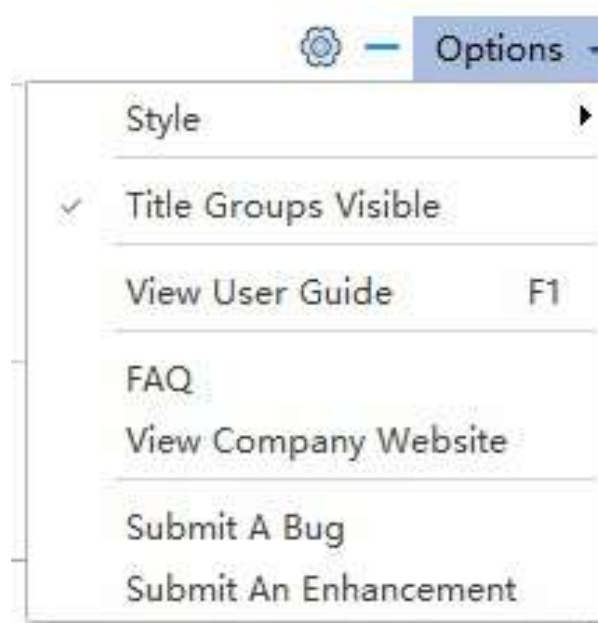 Options
Style
Title Groups Visible
View User Guide F1
FAQ
View Company Website
Submit A Bug
Submit An Enhancement